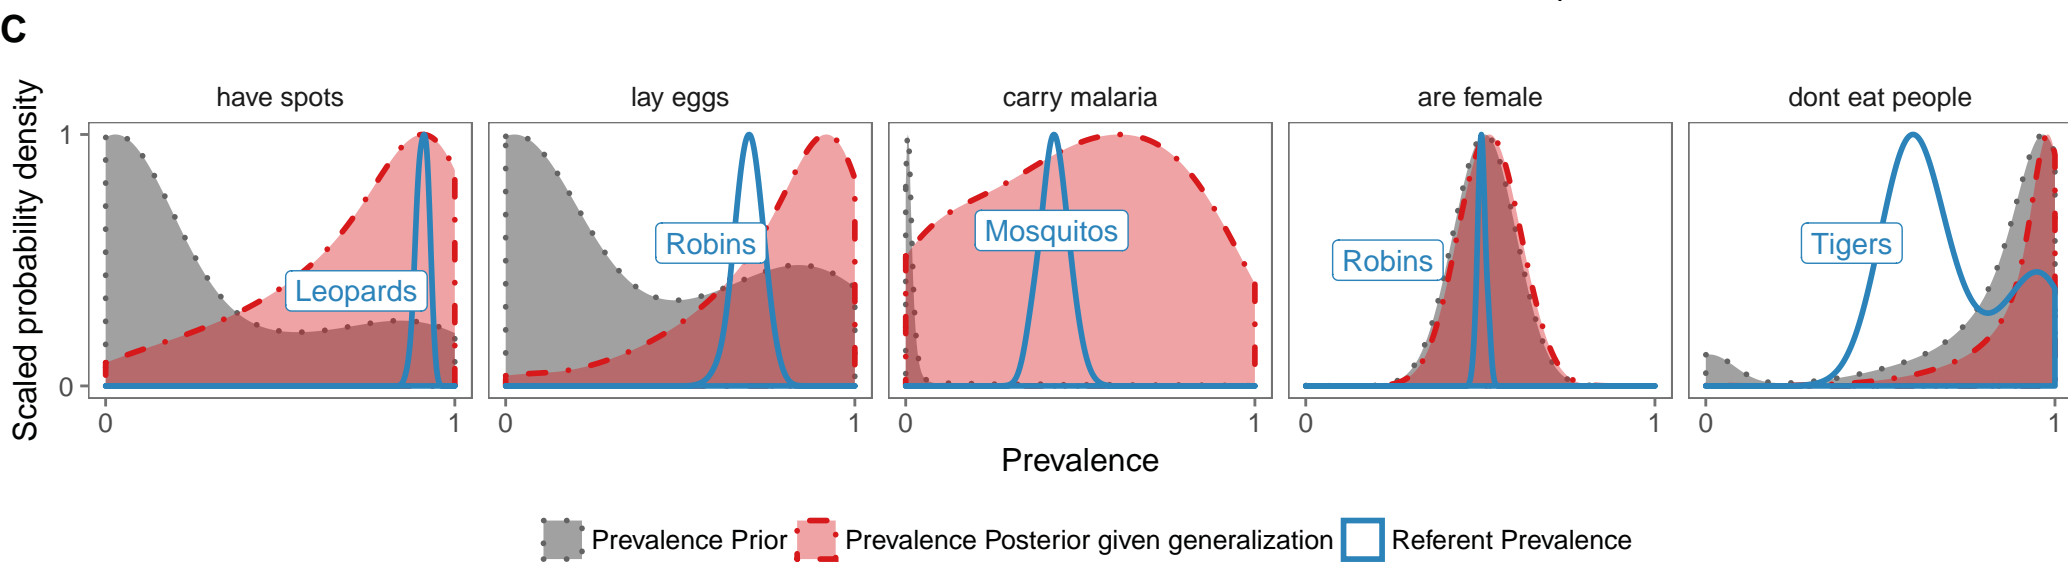 C
have spots
lay eggs
carry malaria
are female
dont eat people
Scaled probability density
1
0
Leopards
Robins
Mosquitos
Robins
Tigers
0 1 0 1 0 1 0 1 0 1
Prevalence
Prevalence Prior Prevalence Posterior given generalization Referent Prevalence